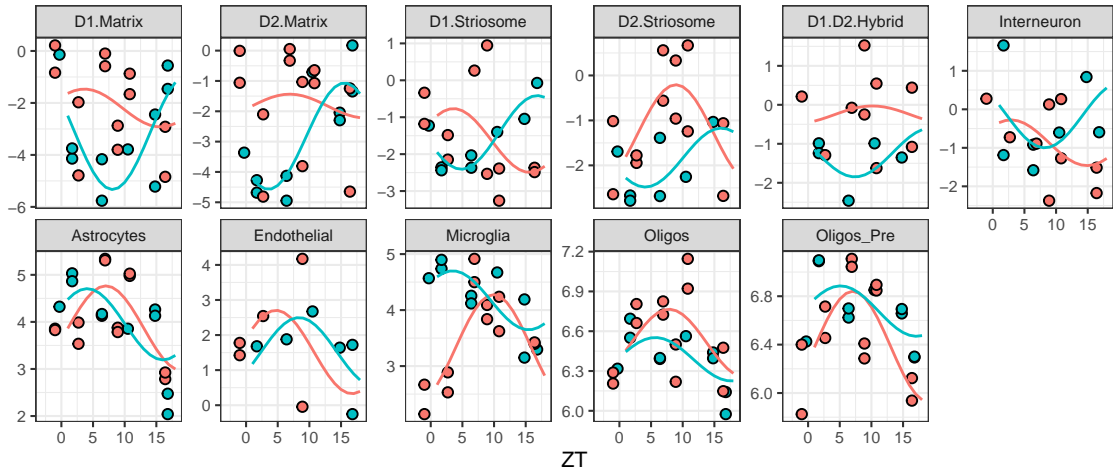 D1.Matrix
D2.Matrix
D1.Striosome
D2.Striosome
D1.D2.Hybrid
Interneuron
0
−2
−4
−6
0
−1
−2
−3
−4
−5
1
0
−1
−2
−3
0
−1
−2
1
0
−1
−2
1
0
−1
−2
0 5 10 15
Astrocytes
Endothelial
Microglia
Oligos
Oligos_Pre
5
4
3
2
4
3
2
1
0
5
4
3
7.2
6.9
6.6
6.3
6.0
6.8
6.4
6.0
0 5 10 15
0 5 10 15
0 5 10 15
0 5 10 15
0 5 10 15
ZT